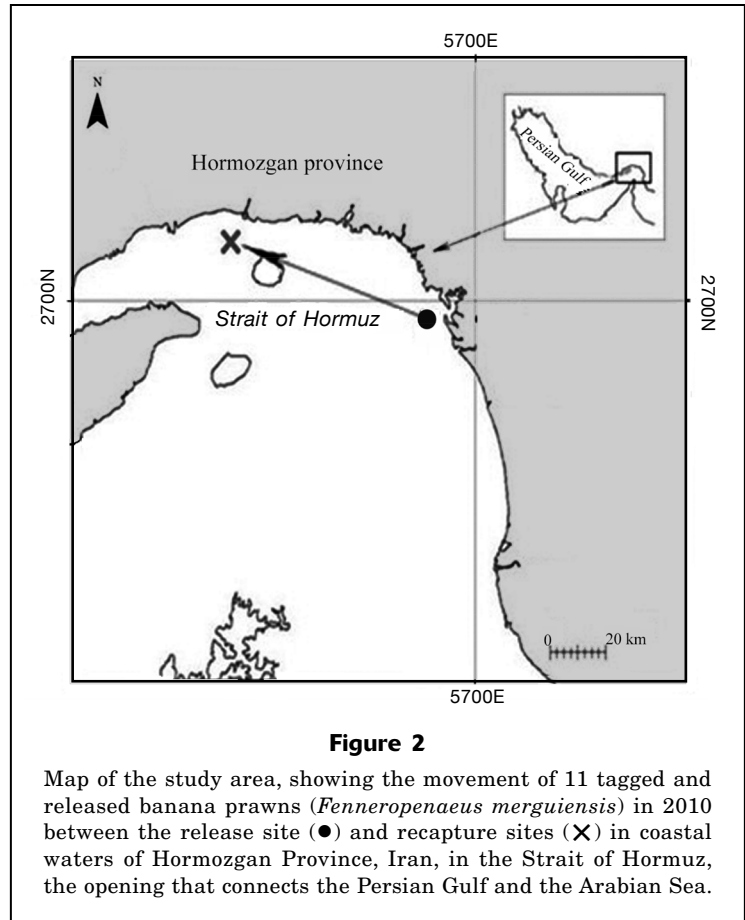 5700E
N
Hormozgan province
Persian Gulf
2700N
2700N
Strait of Hormuz
0 20 km
5700E
Figure 2
Map of the study area, showing the movement of 11 tagged and
released banana prawns (Fenneropenaeus merguiensis) in 2010
between the release site (●) and recapture sites (✕) in coastal
waters of Hormozgan Province, Iran, in the Strait of Hormuz,
the opening that connects the Persian Gulf and the Arabian Sea.